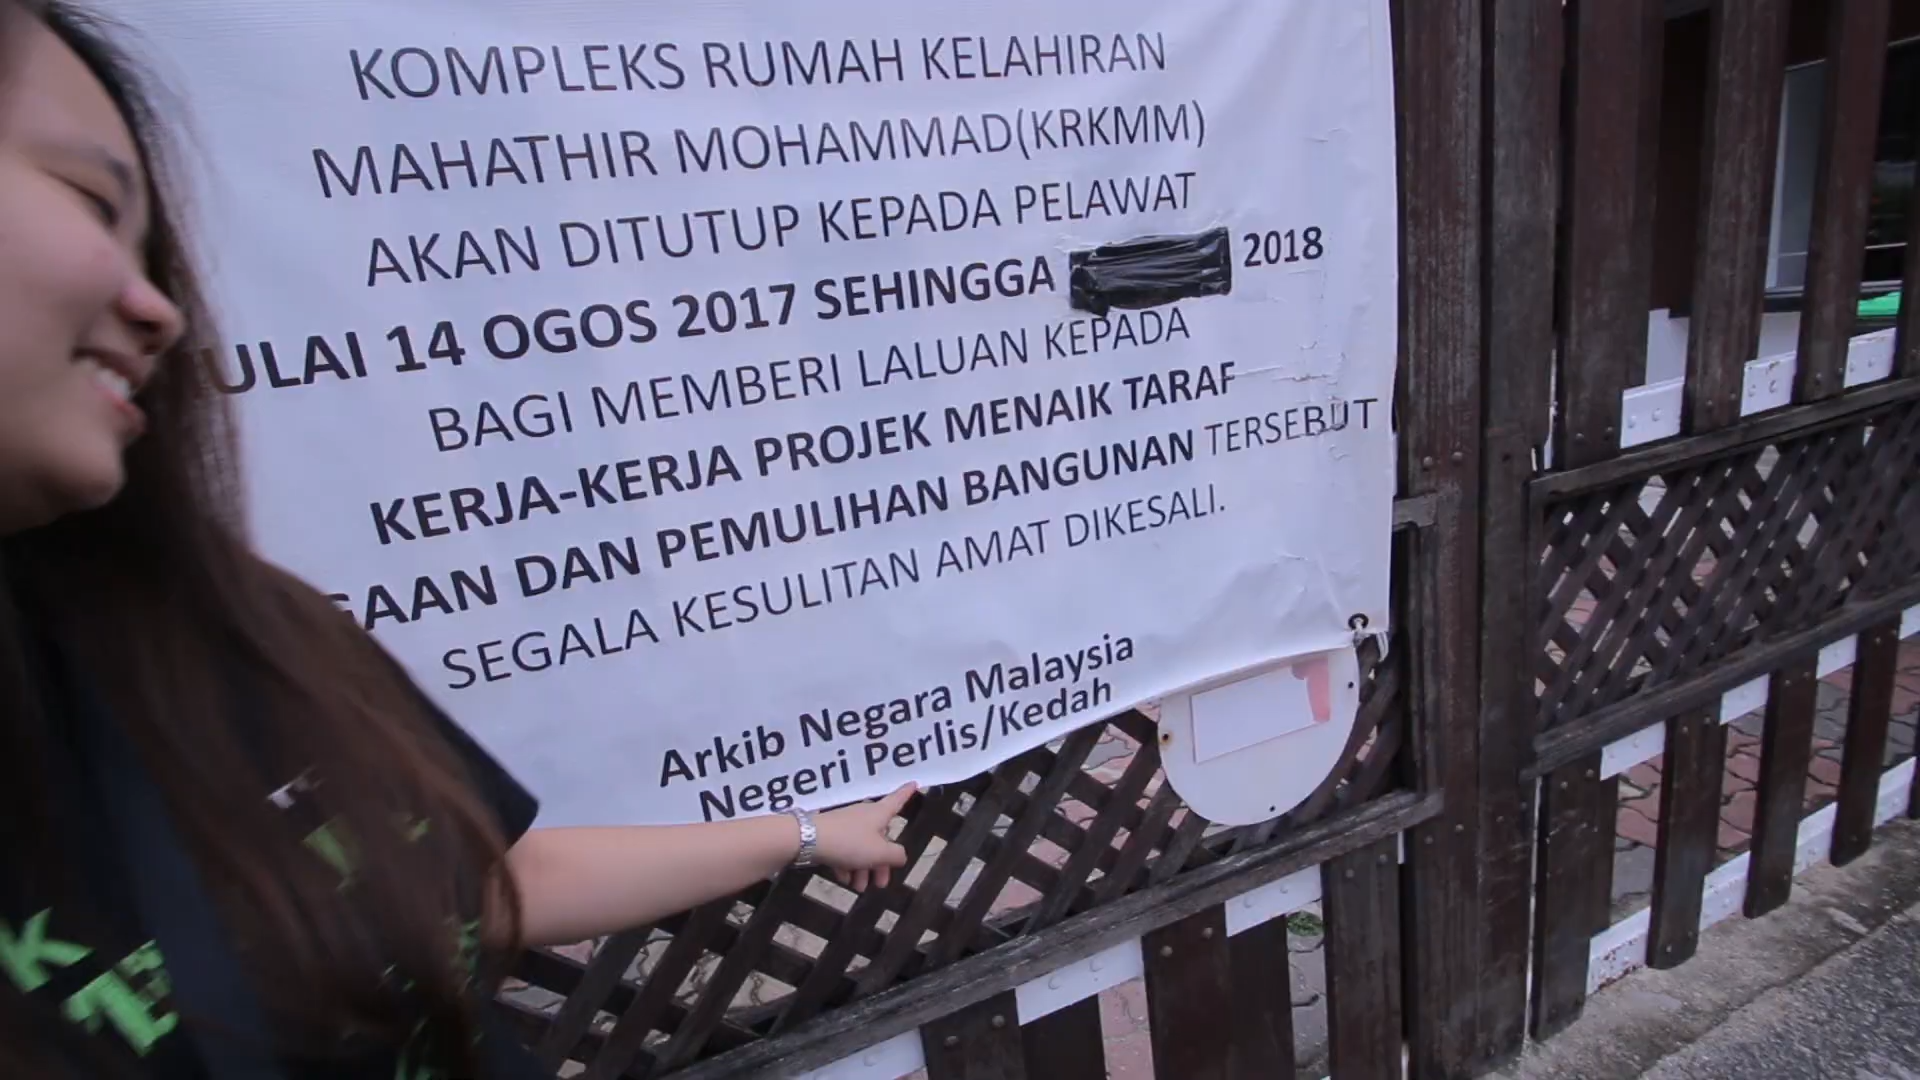 KOMPLEKS RUMAH KELAHIRAN
MAHATHIR MOHAMMAD(KRKMM)
AKAN DITUTUP KEPADA PELAWAT
ULAI 14 OGOS 2017 SEHINGGA 2018
BAGI MEMBERI LALUAN KEPADA
KERJA-KERJA PROJEK MENAIK TARAF
GAAN DAN PEMULIHAN BANGUNAN TERSEBUT
SEGALA KESULITAN AMAT DIKESALI.
Arkib Negara Malaysia
Negeri Perlis/Kedah